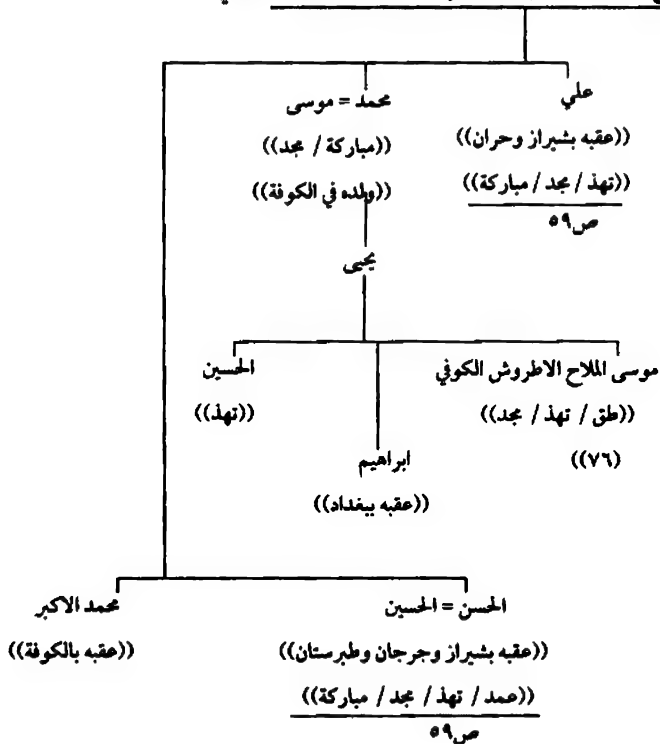 علي
((عقبه بشيراز وحران))
((تهذ / مجد / مباركة))
ص٥٩
محمد = موسى
((مباركة / مجد))
((ولده في الكوفة))
يحيى
موسى الملاح الاطروش الكوفي
((طق / تهذ / مجد))
((٧٦))
ابراهيم
((عقبه ببغداد))
الحسين
((تهذ))
الحسن = الحسين
((عقبه بشيراز وجرجان وطبرستان))
((عمد / تهذ / مجد / مباركة))
ص٥٩
محمد الاكبر
((عقبه بالكوفة))